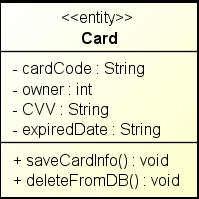 <<entity>>
Card
- cardCode : String
- owner : int
- CVV : String
- expiredDate : String
+ saveCardInfo() : void
+ deleteFromDB() : void